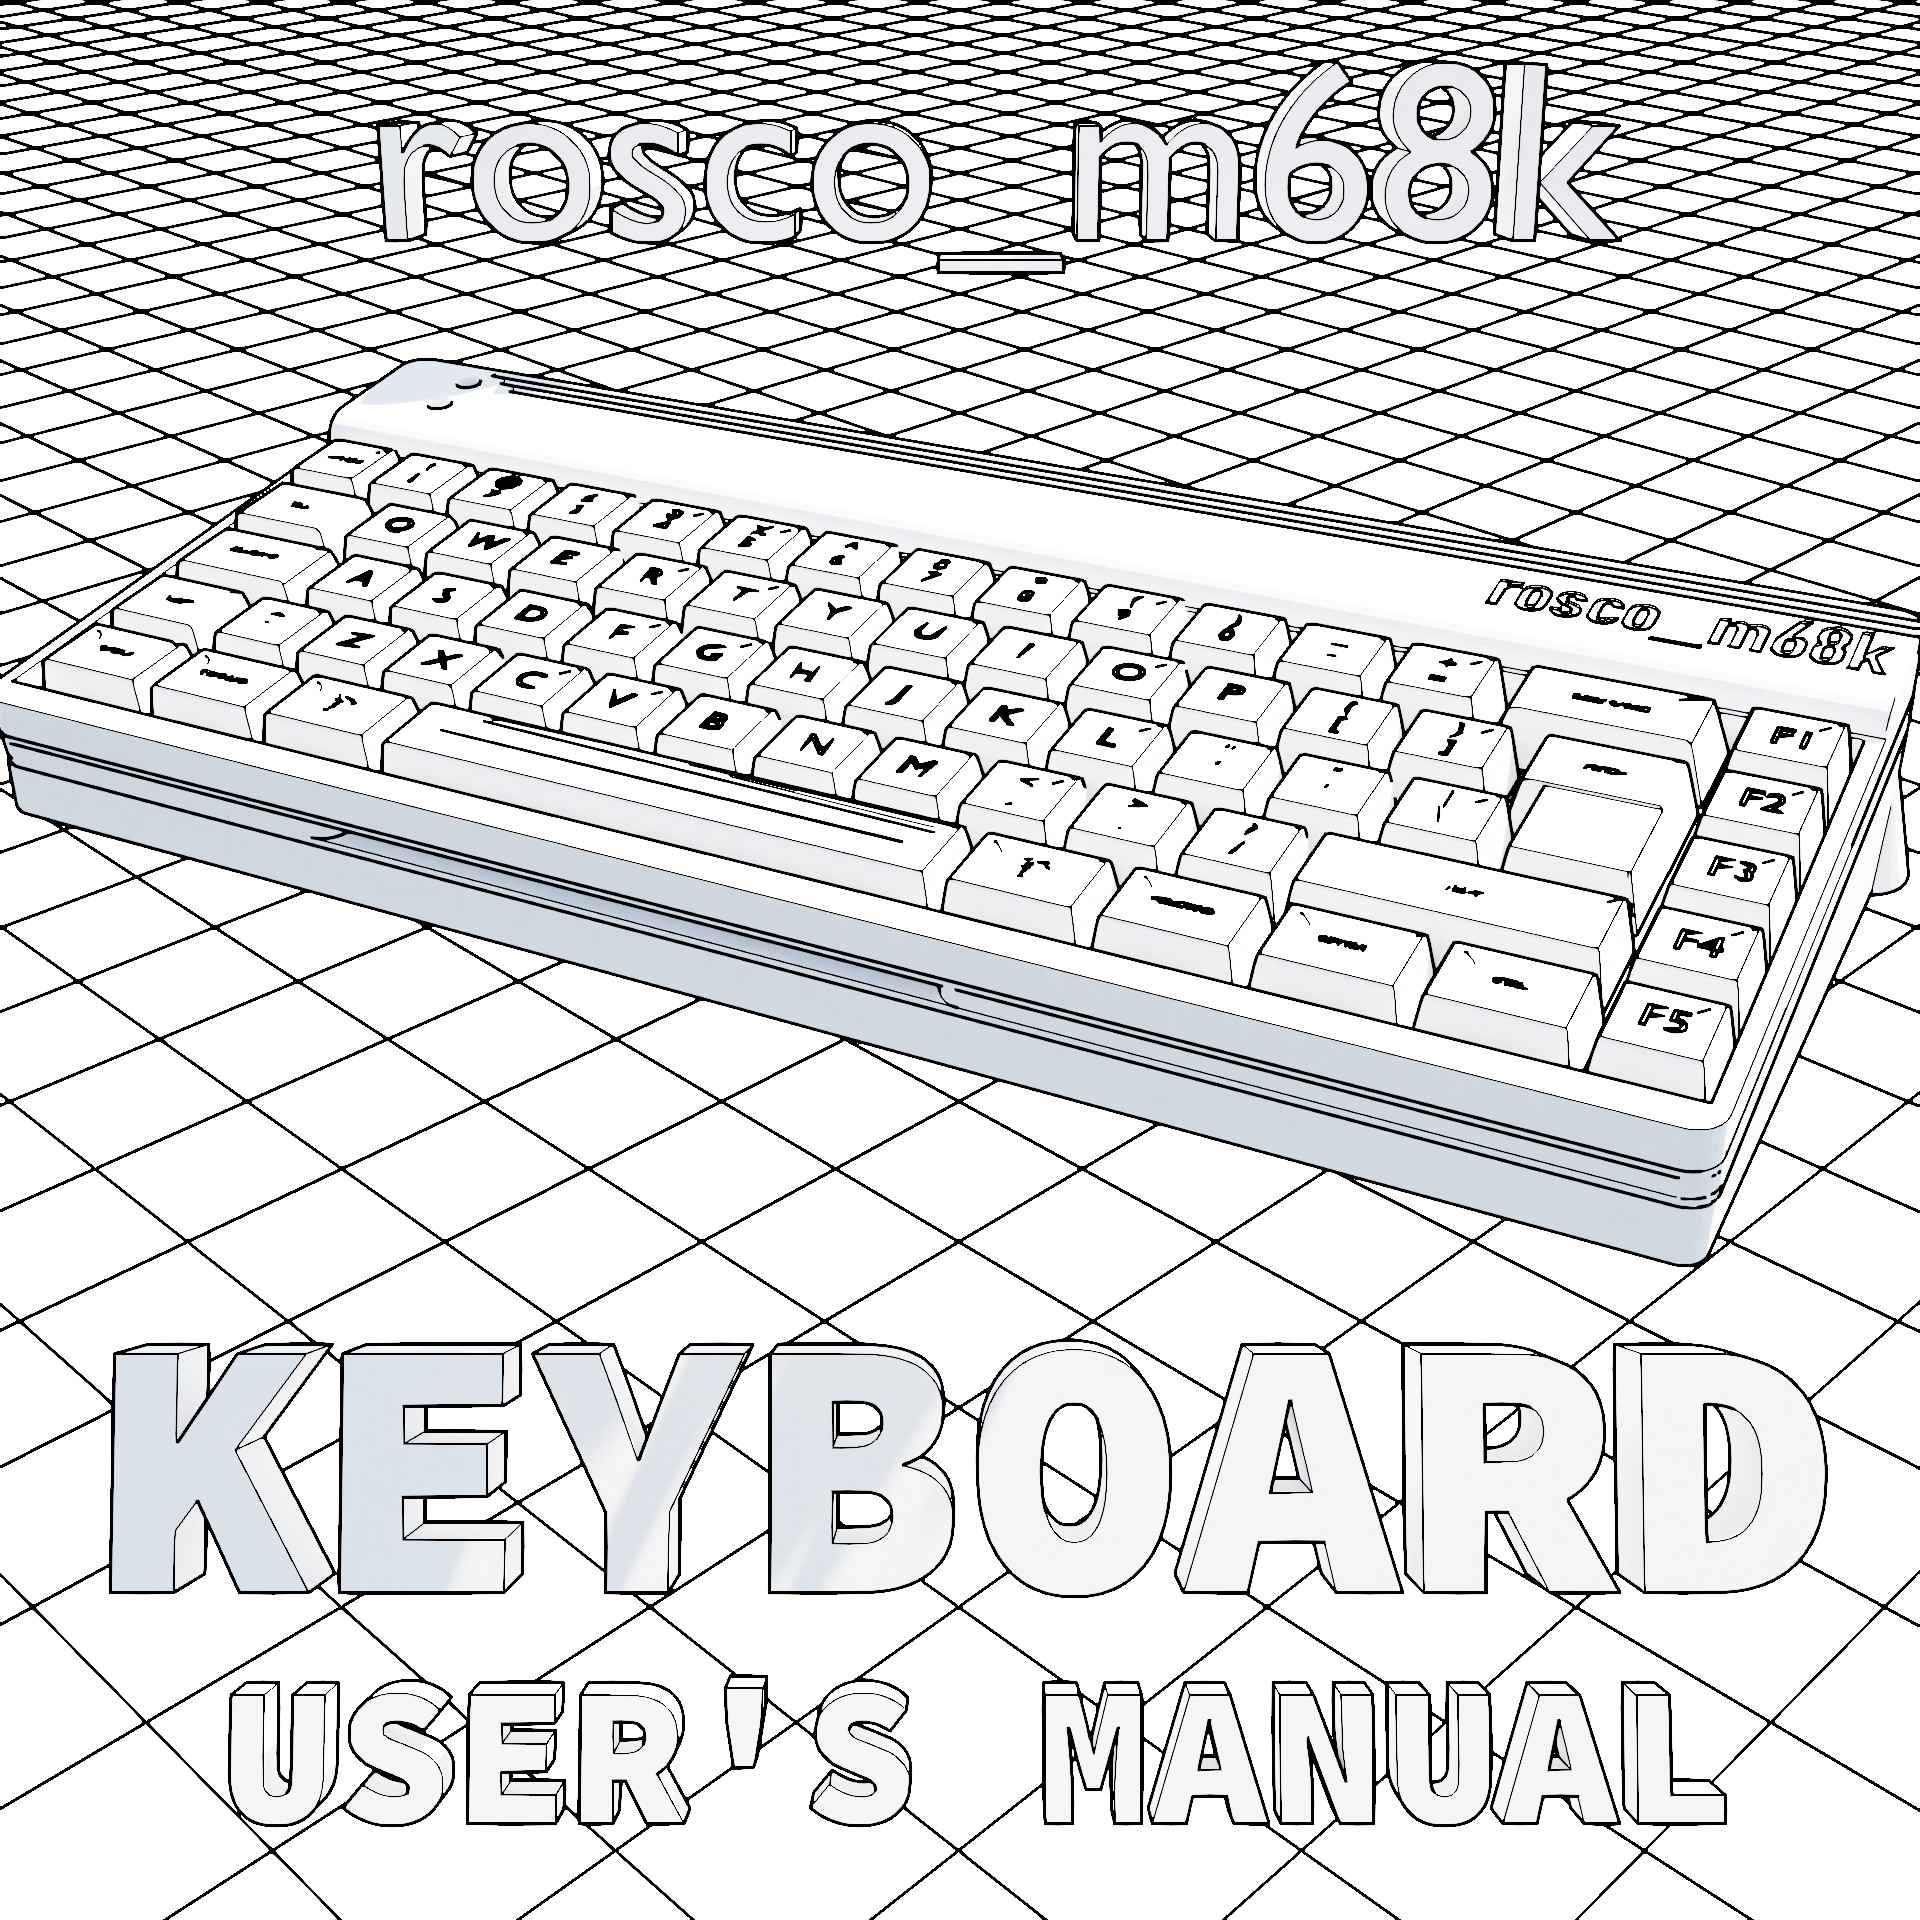 rosco_m68k
rosco_m68k
Q W E R T Y U I O P [ ]
A S D F G H J K L
Z X C V B N M < >
F1
F2
F3
F4
F5
KEYBOARD
USER'S MANUAL